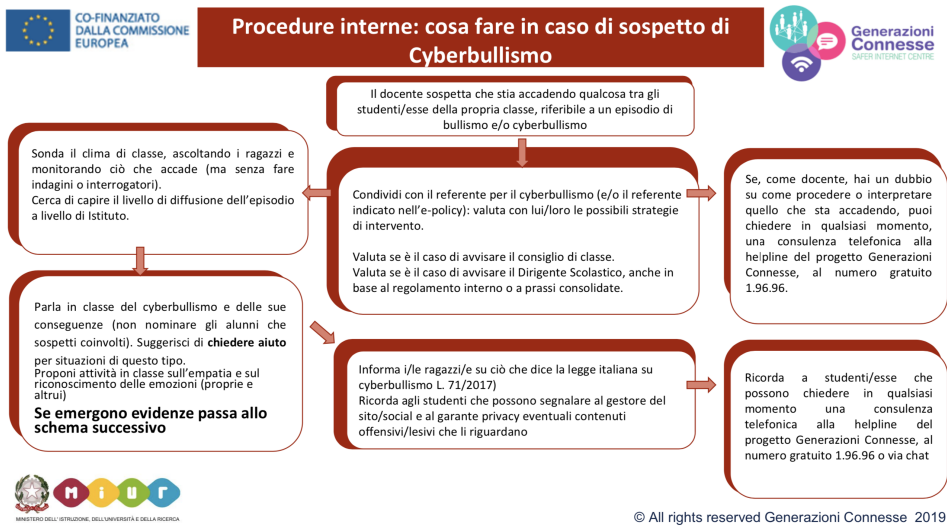 CO-FINANZIATO
DALLA COMMISSIONE
EUROPEA
Procedure interne: cosa fare in caso di sospetto di
Cyberbullismo
Generazioni
Connesse
SAFER INTERNET CENTRE
Il docente sospetta che stia accadendo qualcosa tra gli
studenti/esse della propria classe, riferibile a un episodio di
bullismo e/o cyberbullismo
Sonda il clima di classe, ascoltando i ragazzi e
monitorando ciò che accade (ma senza fare
indagini o interrogatori).
Cerca di capire il livello di diffusione dell'episodio
a livello di Istituto.
Condividi con il referente per il cyberbullismo (e/o il referente
indicato nell'e-policy): valuta con lui/loro le possibili strategie
di intervento.
Valuta se è il caso di avvisare il consiglio di classe.
Valuta se è il caso di avvisare il Dirigente Scolastico, anche in
base al regolamento interno o a prassi consolidate.
Se, come docente, hai un dubbio
su come procedere o interpretare
quello che sta accadendo, puoi
chiedere in qualsiasi momento,
una consulenza telefonica alla
helpline del progetto Generazioni
Connesse, al numero gratuito
1.96.96.
Parla in classe del cyberbullismo e delle sue
conseguenze (non nominare gli alunni che
sospetti coinvolti). Suggerisci di chiedere aiuto
per situazioni di questo tipo.
Proponi attività in classe sull'empatia e sul
riconoscimento delle emozioni (proprie e
altrui)
Se emergono evidenze passa allo
schema successivo
Informa i/le ragazzi/e su ciò che dice la legge italiana su
cyberbullismo L. 71/2017)
Ricorda agli studenti che possono segnalare al gestore del
sito/social e al garante privacy eventuali contenuti
offensivi/lesivi che li riguardano
Ricorda a studenti/esse che
possono chiedere in qualsiasi
momento una consulenza
telefonica alla helpline del
progetto Generazioni Connesse, al
numero gratuito 1.96.96 o via chat
miur
MINISTERO DELL'ISTRUZIONE, DELL'UNIVERSITÀ E DELLA RICERCA
© All rights reserved Generazioni Connesse 2019